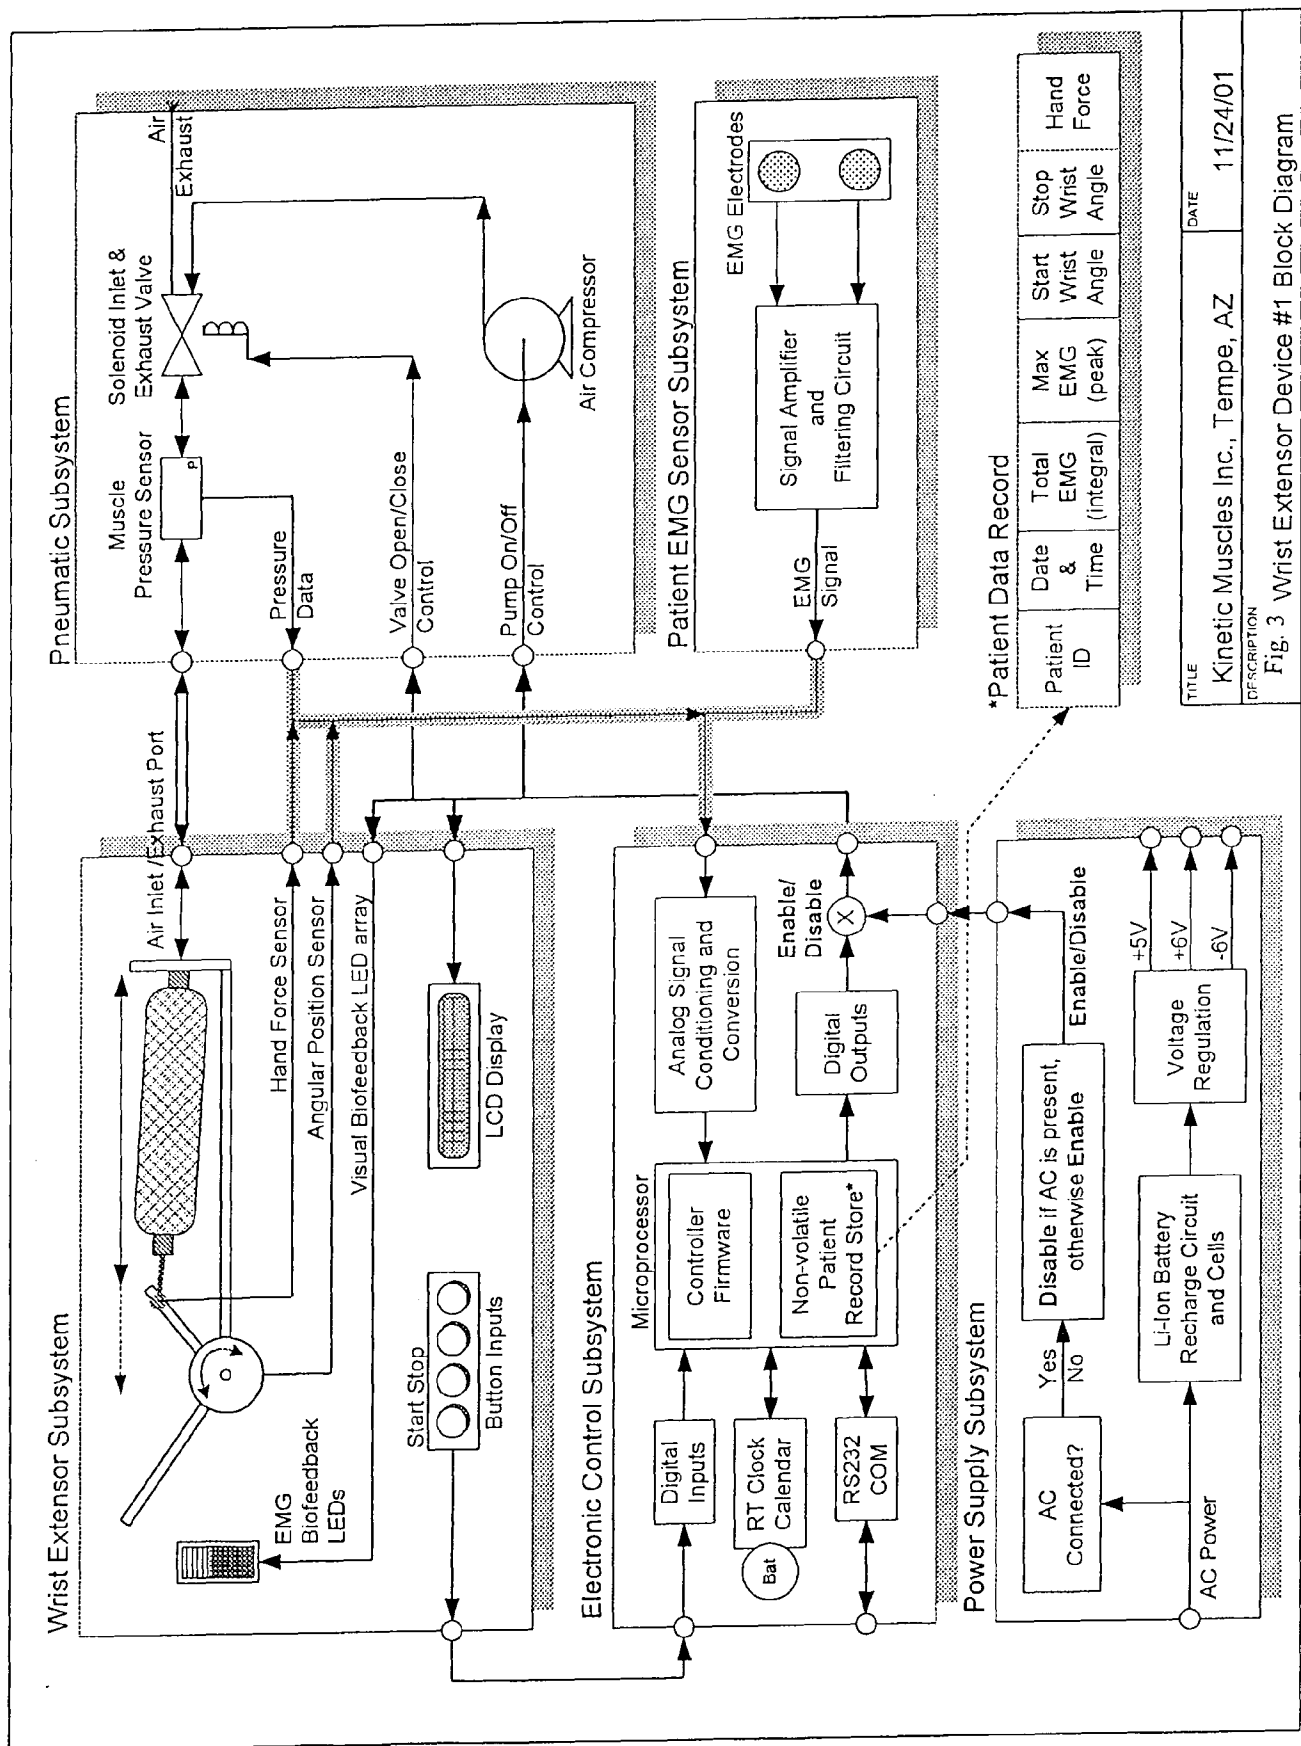 Wrist Extensor Subsystem
EMG
Biofeedback
LEDs
Air Inlet /Exhaust Port
Hand Force Sensor
Angular Position Sensor
Visual Biofeedback LED array
Start Stop
Button Inputs
LCD Display
Pneumatic Subsystem
Muscle
Pressure Sensor
P
Solenoid Inlet &
Exhaust Valve
Air
Exhaust
Pressure
Data
Valve Open/Close
Control
Pump On/Off
Control
Air Compressor
Electronic Control Subsystem
Digital
Inputs
RT Clock
Calendar
Bat
RS232
COM
Microprocessor
Controller
Firmware
Non-volatile
Patient
Record Store*
Analog Signal
Conditioning and
Conversion
Digital
Outputs
Enable/
Disable
X
Patient EMG Sensor Subsystem
EMG
Signal
Signal Amplifier
and
Filtering Circuit
EMG Electrodes
Power Supply Subsystem
AC
Connected?
Yes
No
Disable if AC is present,
otherwise Enable
Enable/Disable
AC Power
Li-Ion Battery
Recharge Circuit
and Cells
Voltage
Regulation
+5V
+6V
-6V
*Patient Data Record
Patient
ID
Date
&
Time
Total
EMG
(integral)
Max
EMG
(peak)
Start
Wrist
Angle
Stop
Wrist
Angle
Hand
Force
TITLE
Kinetic Muscles Inc., Tempe, AZ
DATE
11/24/01
DESCRIPTION
Fig. 3 Wrist Extensor Device #1 Block Diagram